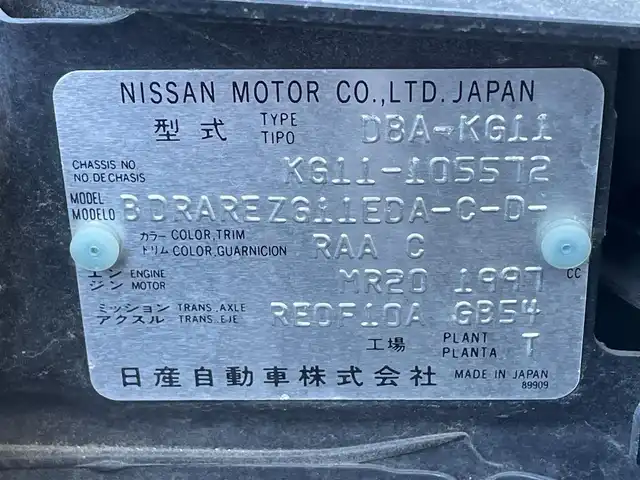 NISSAN MOTOR CO.,LTD. JAPAN
型式 TYPE TIPO DBA-KG11
CHASSIS NO. NO. DE CHASIS KG11-105572
MODEL MODELO BDRAREZG11EDA-C-D-
カラー COLOR,TRIM トリム COLOR,GUARNICION RAA C
エンジン ENGINE MOTOR MR20 1997 CC
ミッション TRANS. AXLE アクスル TRANS. EJE RE0F10A GB54
工場 PLANT PLANTA T
日産自動車株式会社 MADE IN JAPAN
89909